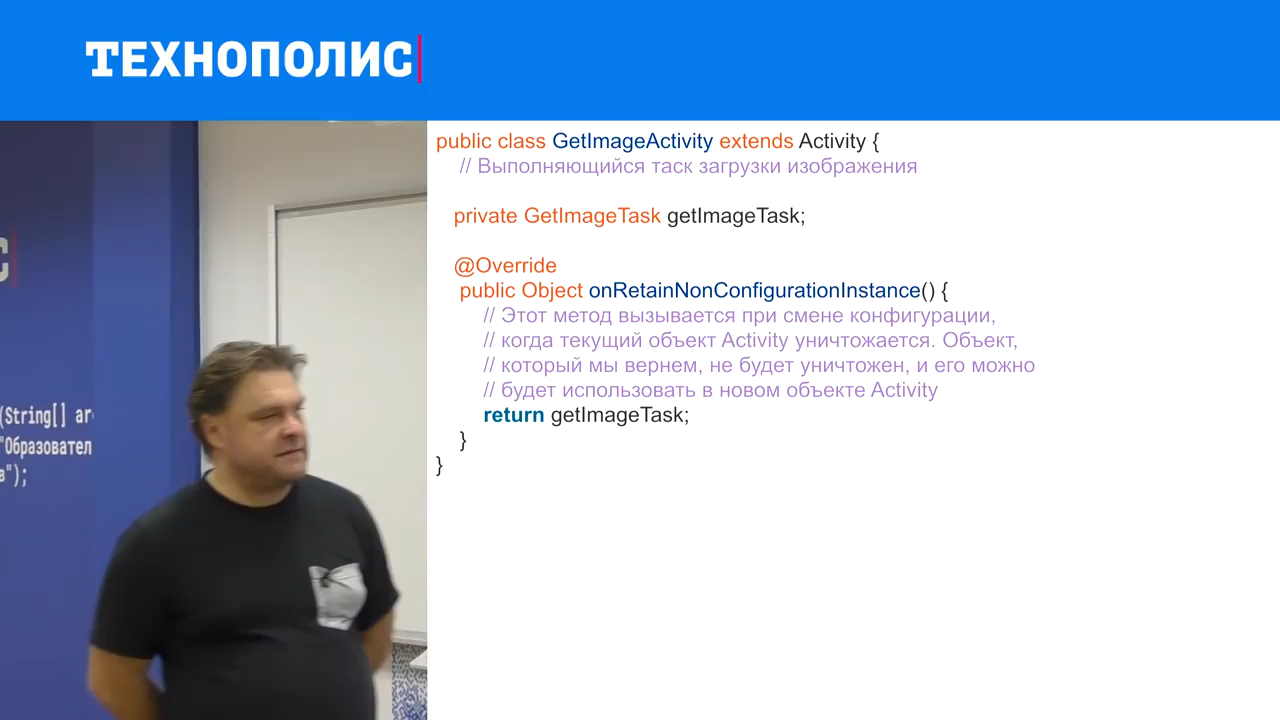 ТЕХНОПОЛИС
public class GetImageActivity extends Activity {
// Выполняющийся таск загрузки изображения
private GetImageTask getImageTask;
@Override
public Object onRetainNonConfigurationInstance() {
// Этот метод вызывается при смене конфигурации,
// когда текущий объект Activity уничтожается. Объект,
// который мы вернем, не будет уничтожен, и его можно
// будет использовать в новом объекте Activity
return getImageTask;
}
}
С
(String[] ar
"Образовател
в");